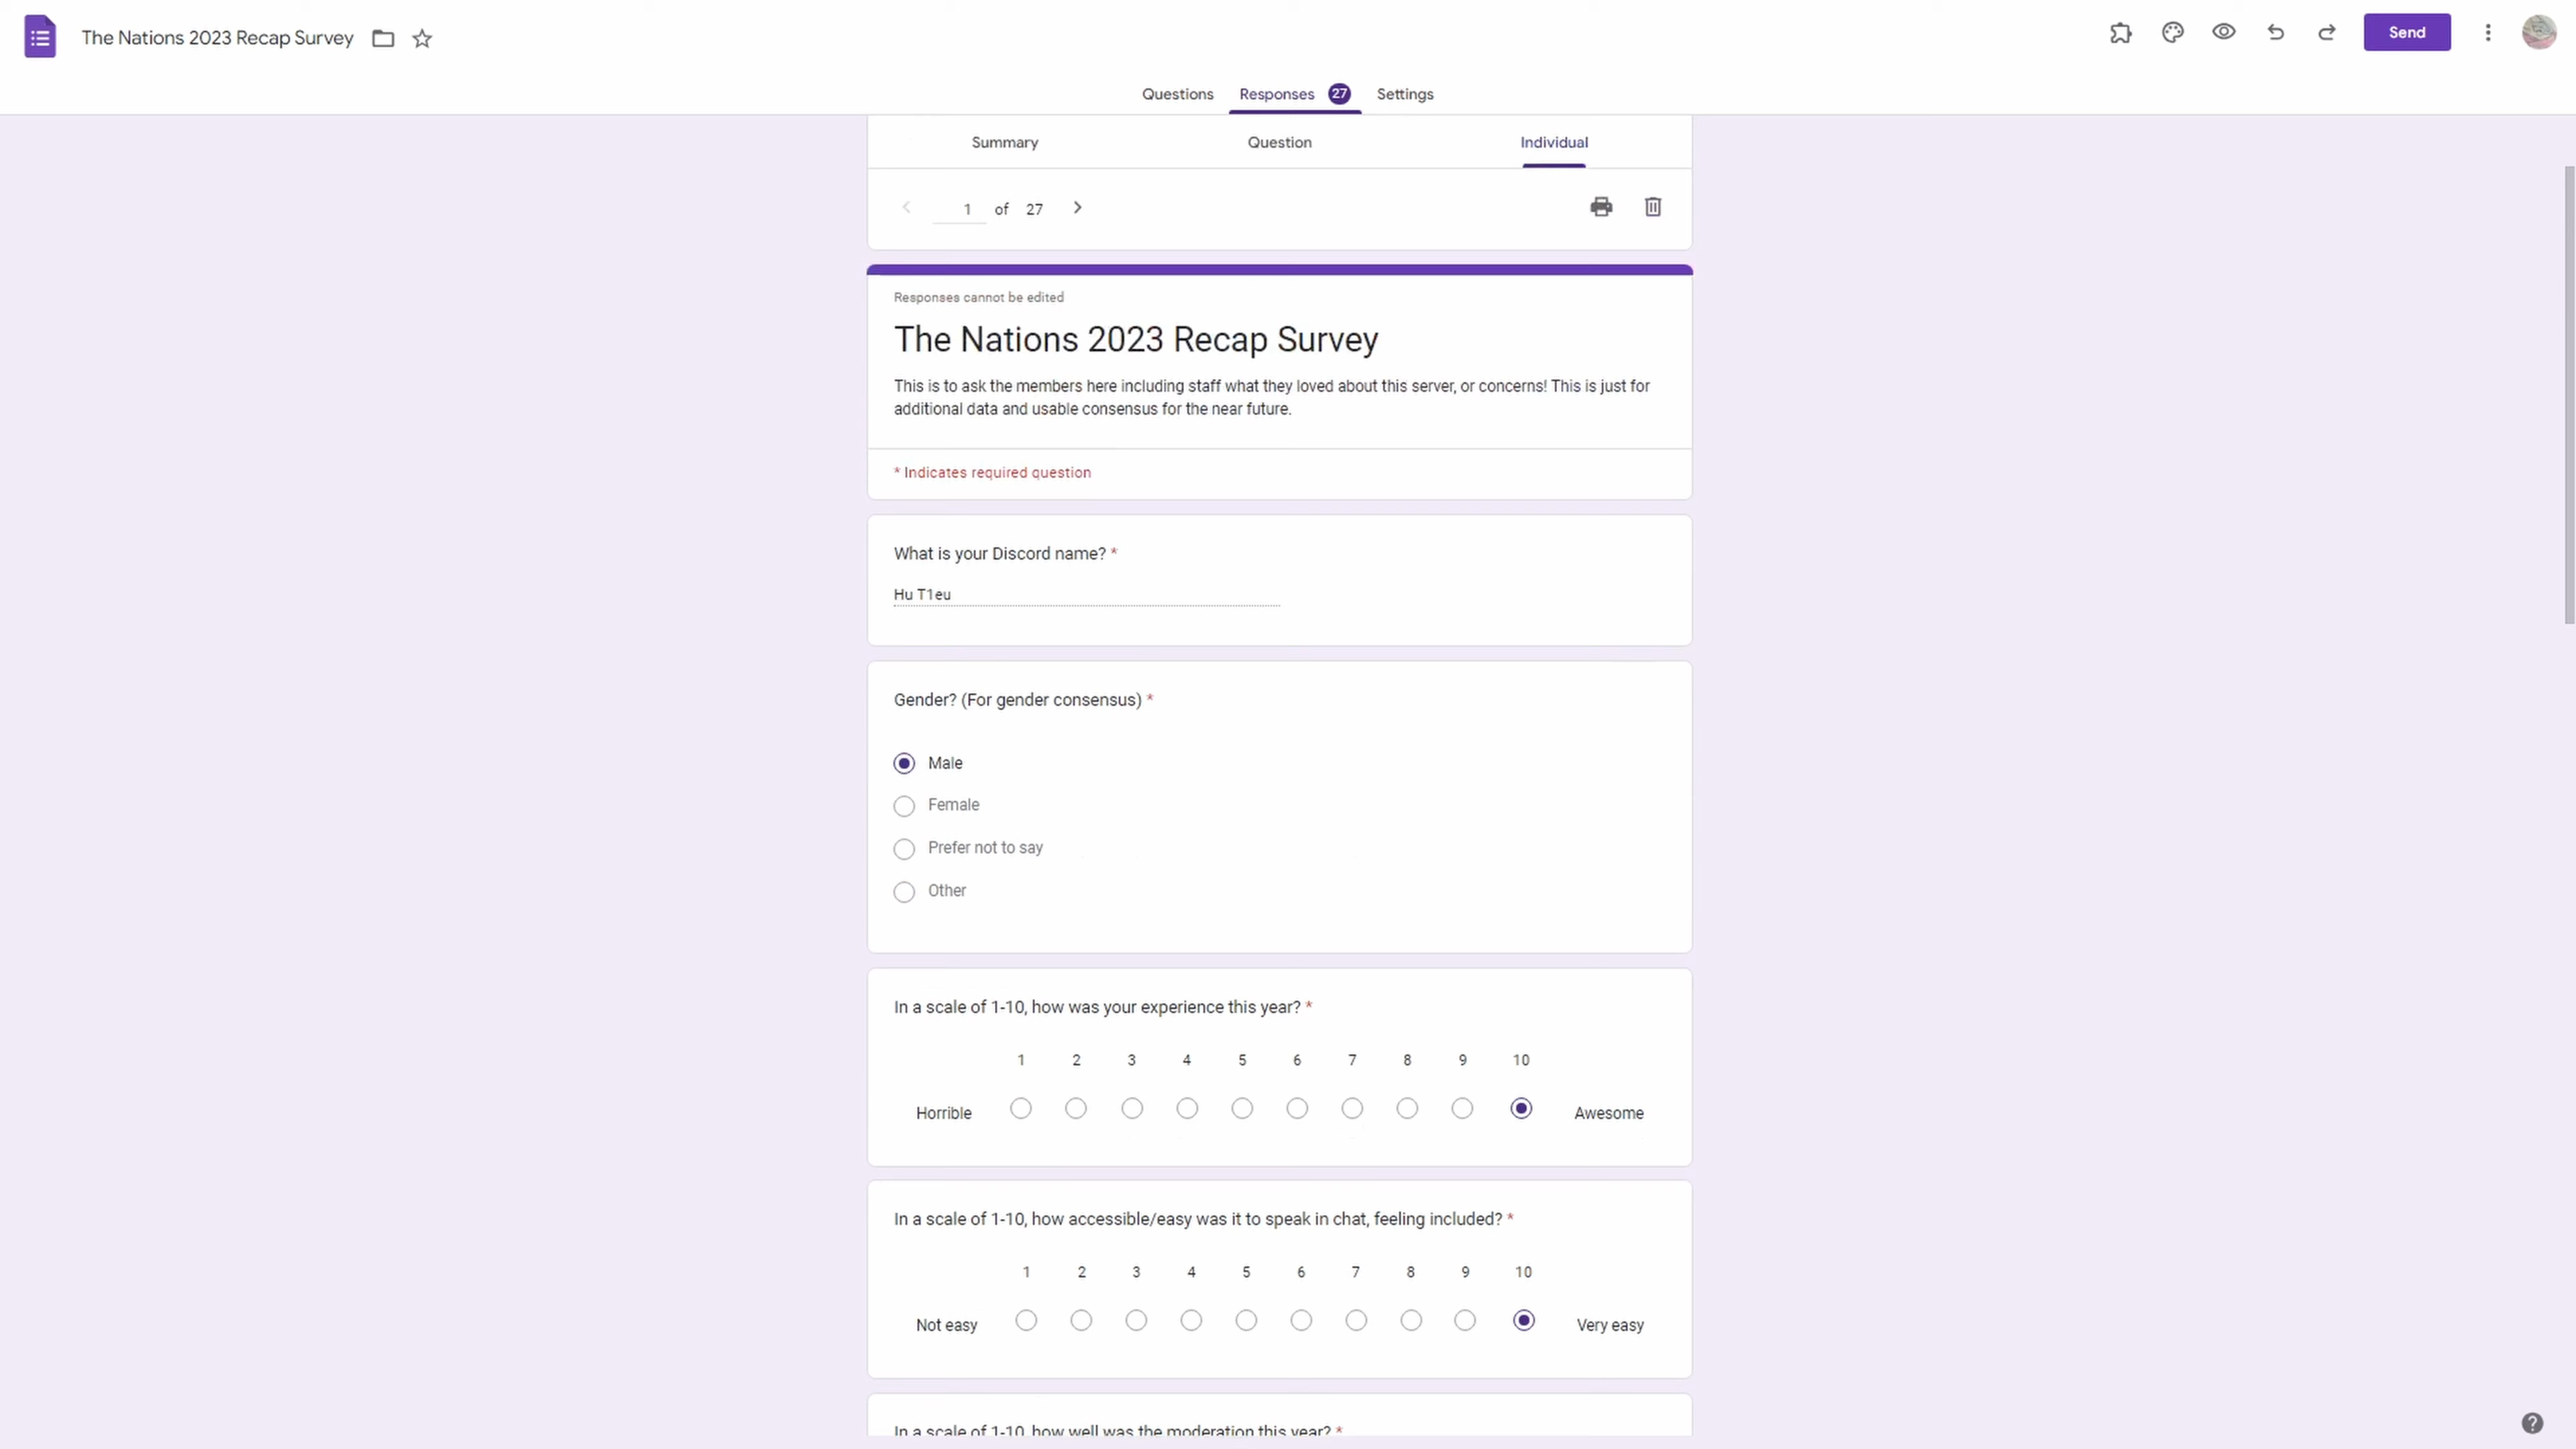 The Nations 2023 Recap Survey
Send
Questions
Responses 27
Settings
Summary
Question
Individual
1 of 27
Responses cannot be edited
The Nations 2023 Recap Survey
This is to ask the members here including staff what they loved about this server, or concerns! This is just for
additional data and usable consensus for the near future.
* Indicates required question
What is your Discord name? *
Hu T1eu
Gender? (For gender consensus) *
Male
Female
Prefer not to say
Other
In a scale of 1-10, how was your experience this year? *
1 2 3 4 5 6 7 8 9 10
Horrible Awesome
In a scale of 1-10, how accessible/easy was it to speak in chat, feeling included? *
1 2 3 4 5 6 7 8 9 10
Not easy Very easy
In a scale of 1-10, how well was the moderation this year? *